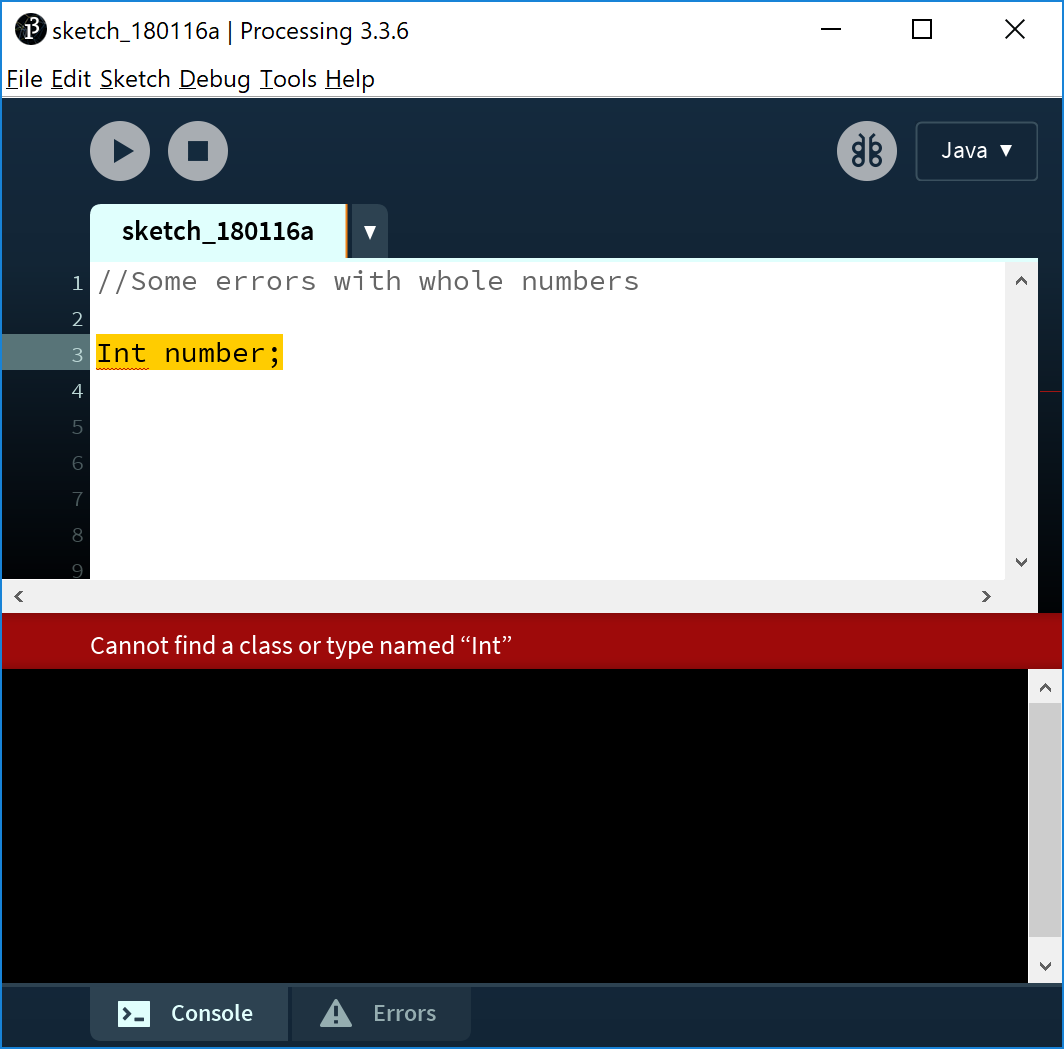 sketch_180116a | Processing 3.3.6
File Edit Sketch Debug Tools Help
Java ▼
sketch_180116a ▼
1 //Some errors with whole numbers
2
3 Int number;
4
5
6
7
8
9
Cannot find a class or type named “Int”
Console Errors